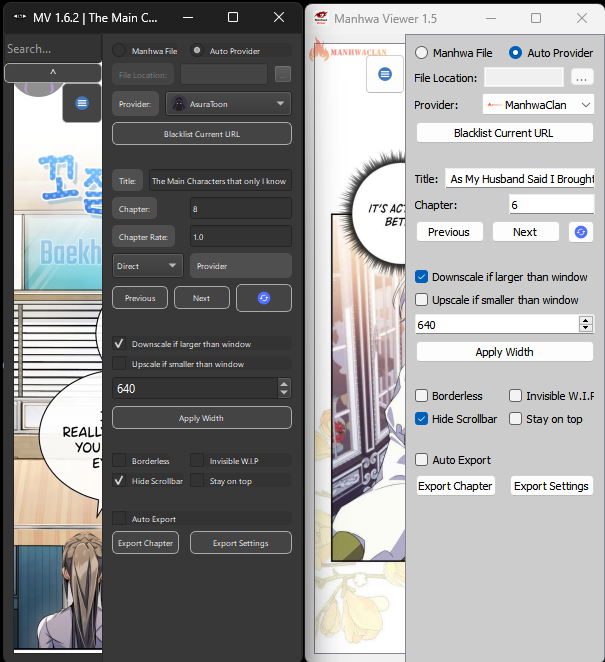 MV 1.6.2 | The Main C...
Search...
^
꼬쫄
Baekh
REALL
YOU
E
Manhwa File
Auto Provider
File Location:
...
Provider:
AsuraToon
Blacklist Current URL
Title:
The Main Characters that only I know
Chapter:
8
Chapter Rate:
1.0
Direct
Provider
Previous
Next
Downscale if larger than window
Upscale if smaller than window
640
Apply Width
Borderless
Invisible W.I.P
Hide Scrollbar
Stay on top
Auto Export
Export Chapter
Export Settings
Manhwa Viewer 1.5
MANHWACLAN
IT'S AC
BET
Manhwa File
Auto Provider
File Location:
...
Provider:
ManhwaClan
Blacklist Current URL
Title:
As My Husband Said I Brought
Chapter:
6
Previous
Next
Downscale if larger than window
Upscale if smaller than window
640
Apply Width
Borderless
Invisible W.I.P
Hide Scrollbar
Stay on top
Auto Export
Export Chapter
Export Settings